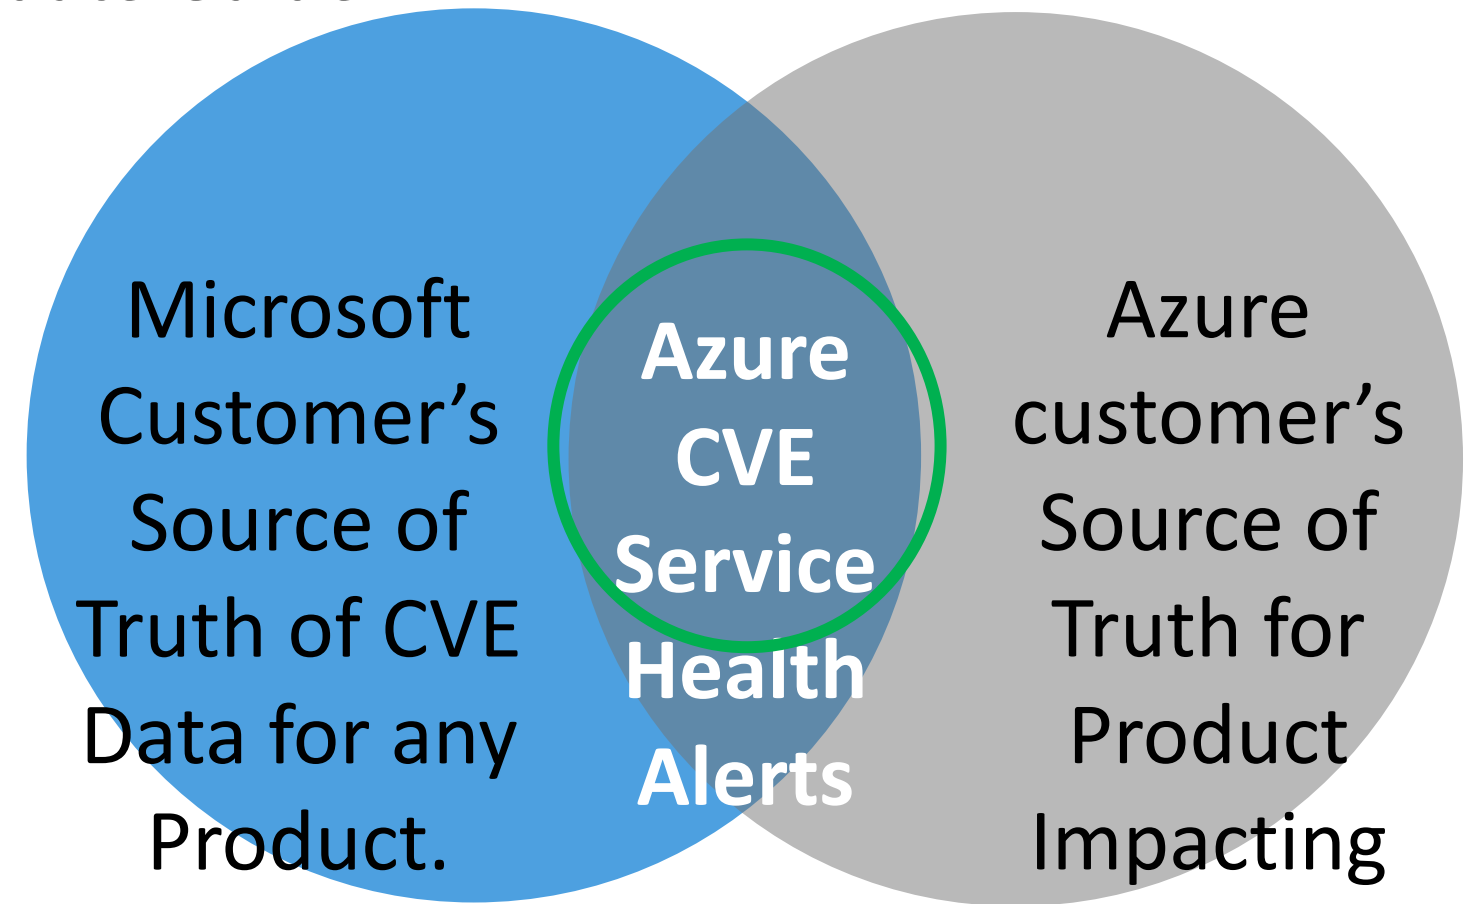 Microsoft
Customer’s
Source of
Truth of CVE
Data for any
Product.
Azure
CVE
Service
Health
Alerts
Azure
customer’s
Source of
Truth for
Product
Impacting